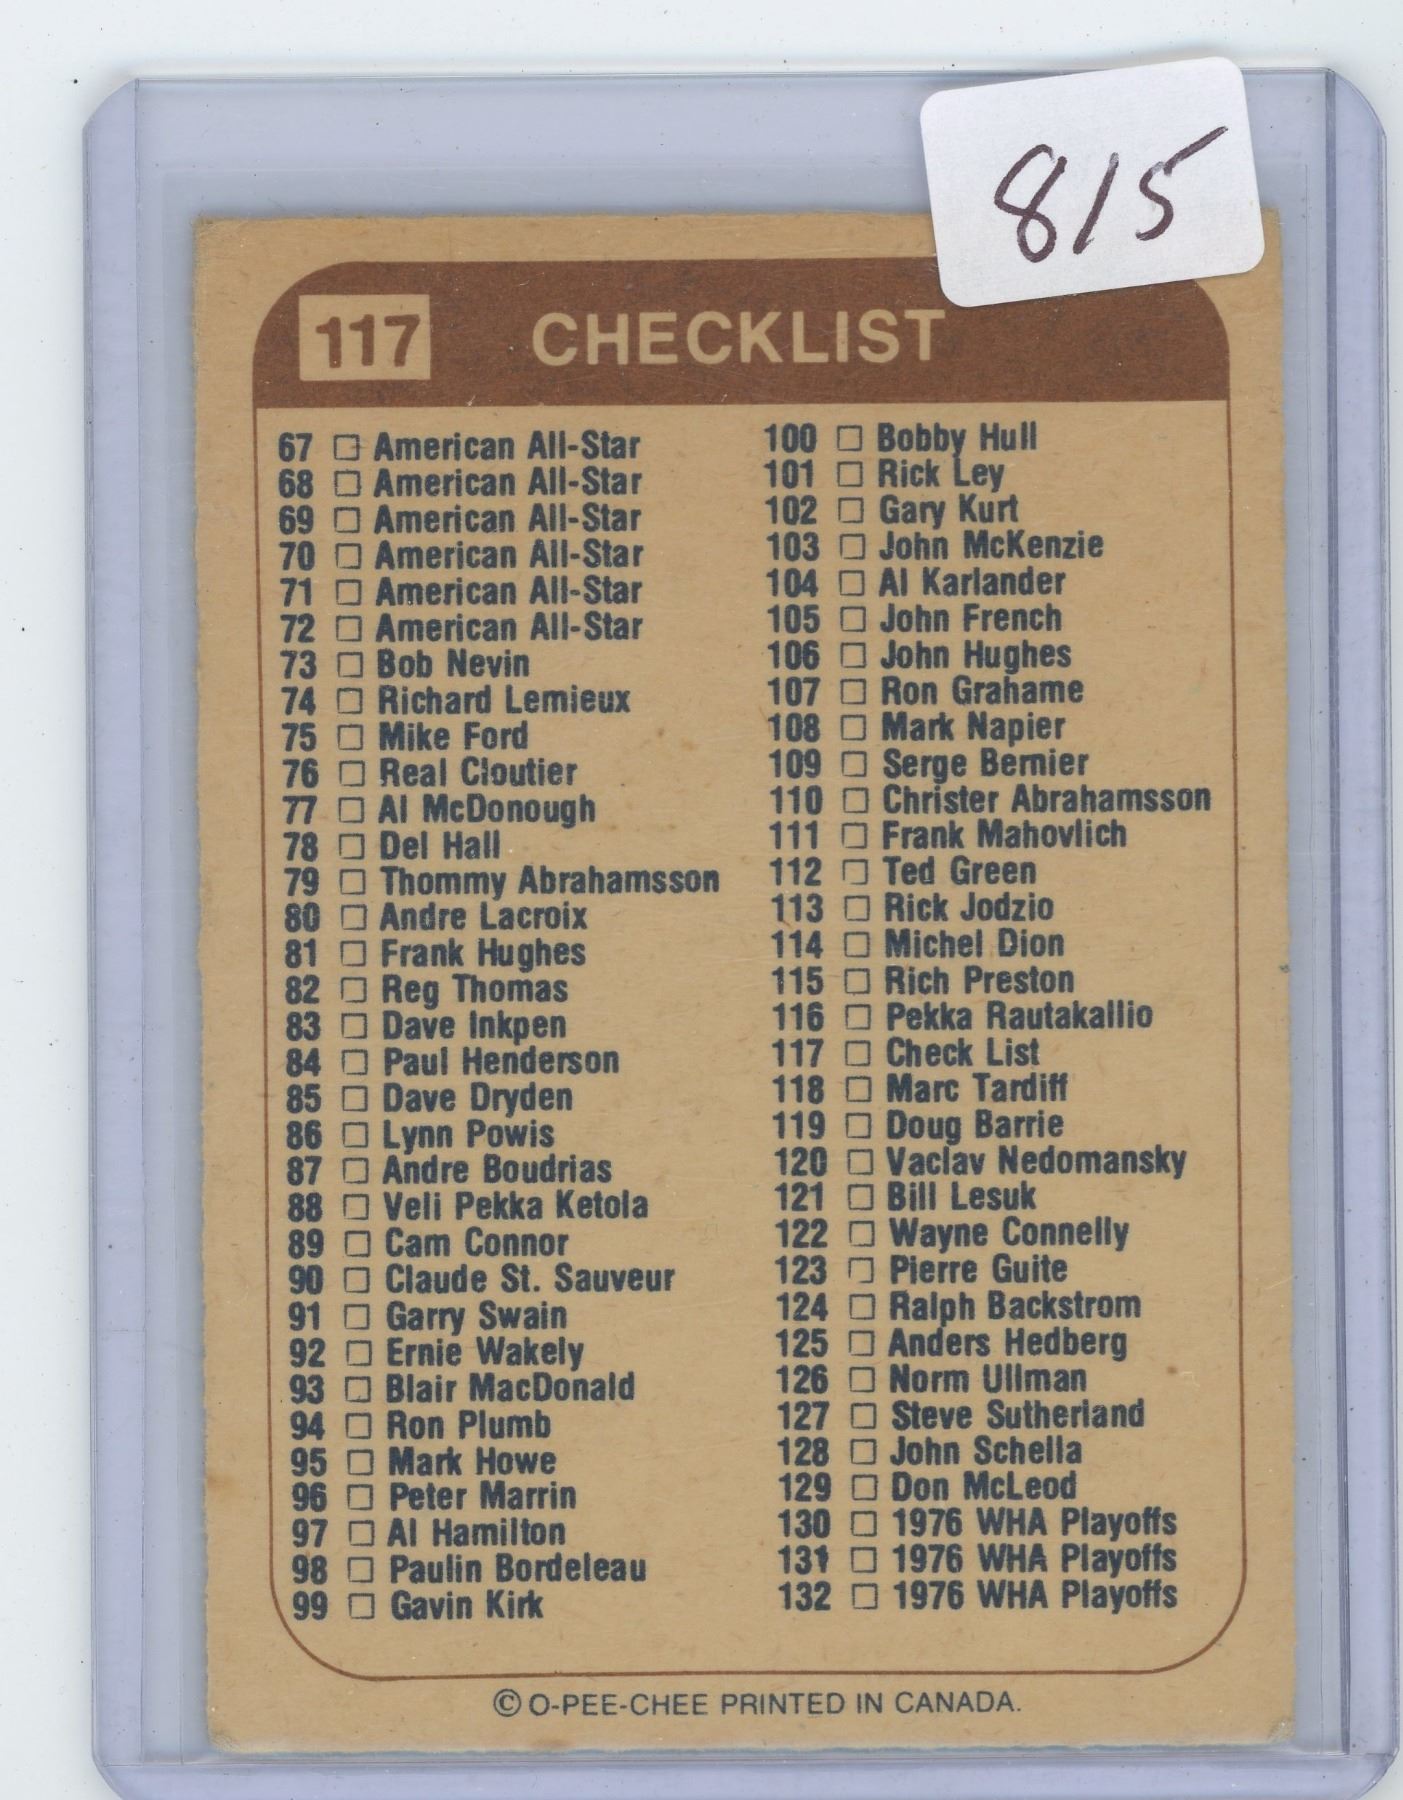 815
117 CHECKLIST
67 □ American All-Star
68 □ American All-Star
69 □ American All-Star
70 □ American All-Star
71 □ American All-Star
72 □ American All-Star
73 □ Bob Nevin
74 □ Richard Lemieux
75 □ Mike Ford
76 □ Real Cloutier
77 □ Al McDonough
78 □ Del Hall
79 □ Thommy Abrahamsson
80 □ Andre Lacroix
81 □ Frank Hughes
82 □ Reg Thomas
83 □ Dave Inkpen
84 □ Paul Henderson
85 □ Dave Dryden
86 □ Lynn Powis
87 □ Andre Boudrias
88 □ Veli Pekka Ketola
89 □ Cam Connor
90 □ Claude St. Sauveur
91 □ Garry Swain
92 □ Ernie Wakely
93 □ Blair MacDonald
94 □ Ron Plumb
95 □ Mark Howe
96 □ Peter Marrin
97 □ Al Hamilton
98 □ Paulin Bordeleau
99 □ Gavin Kirk
100 □ Bobby Hull
101 □ Rick Ley
102 □ Gary Kurt
103 □ John McKenzie
104 □ Al Karlander
105 □ John French
106 □ John Hughes
107 □ Ron Grahame
108 □ Mark Napier
109 □ Serge Bernier
110 □ Christer Abrahamsson
111 □ Frank Mahovlich
112 □ Ted Green
113 □ Rick Jodzio
114 □ Michel Dion
115 □ Rich Preston
116 □ Pekka Rautakallio
117 □ Check List
118 □ Marc Tardiff
119 □ Doug Barrie
120 □ Vaclav Nedomansky
121 □ Bill Lesuk
122 □ Wayne Connelly
123 □ Pierre Guite
124 □ Ralph Backstrom
125 □ Anders Hedberg
126 □ Norm Ullman
127 □ Steve Sutherland
128 □ John Schella
129 □ Don McLeod
130 □ 1976 WHA Playoffs
131 □ 1976 WHA Playoffs
132 □ 1976 WHA Playoffs
© O-PEE-CHEE PRINTED IN CANADA.